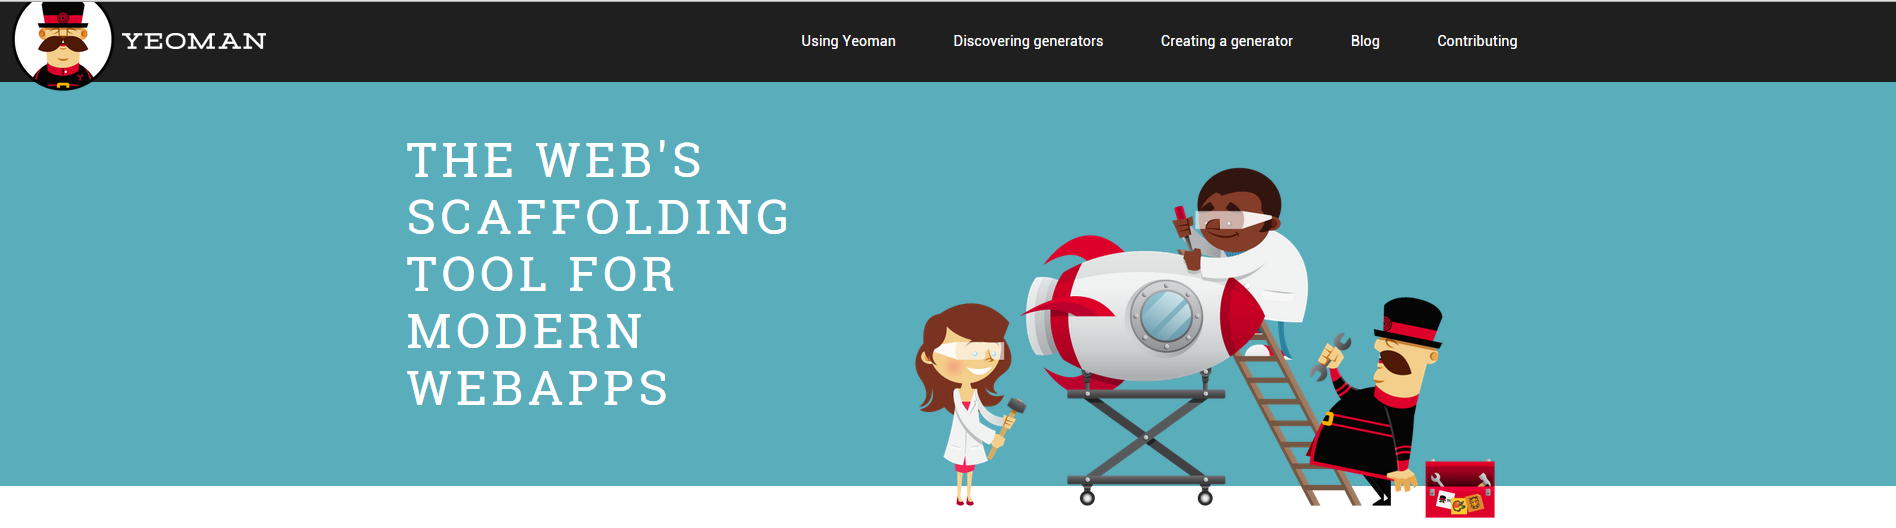 YEOMAN
Using Yeoman Discovering generators Creating a generator Blog Contributing
THE WEB'S
SCAFFOLDING
TOOL FOR
MODERN
WEBAPPS